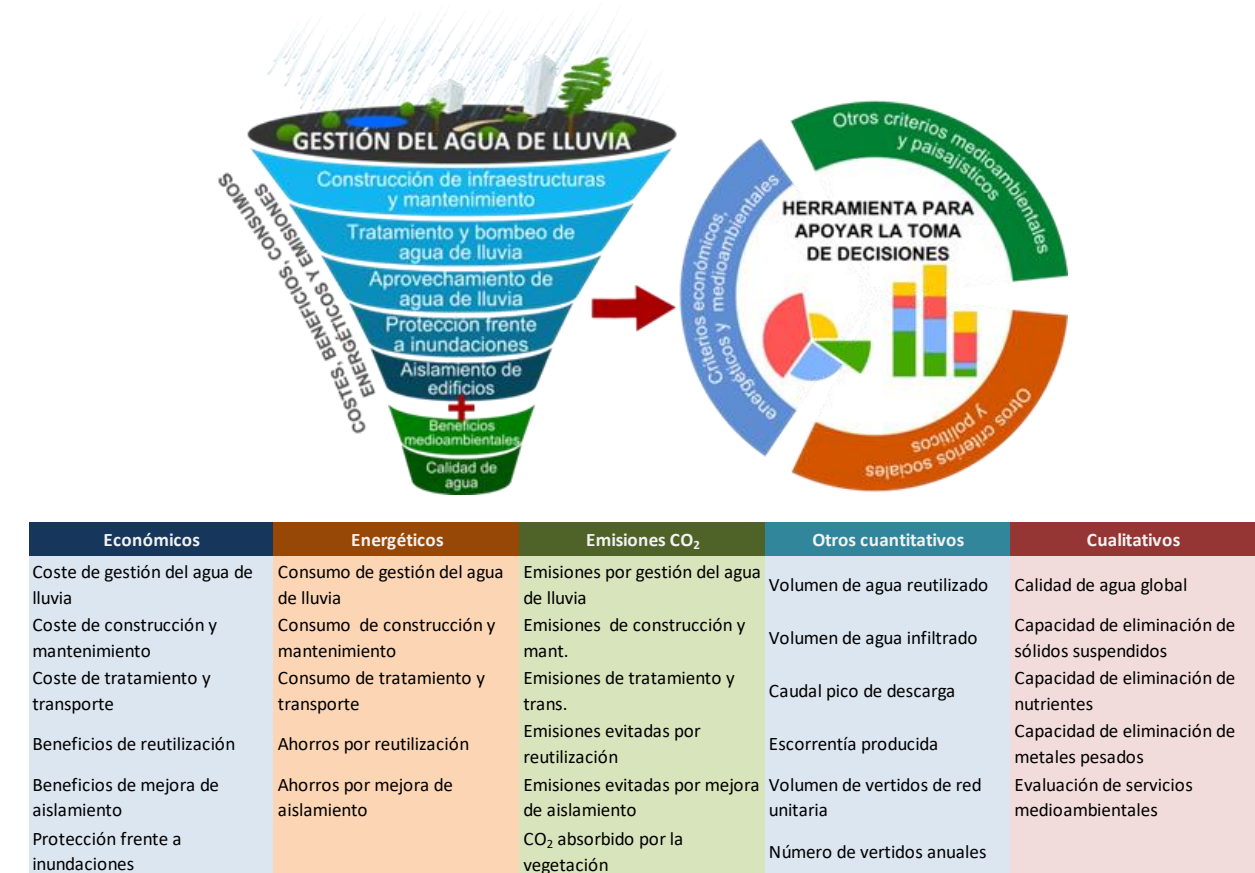 GESTIÓN DEL AGUA DE LLUVIA
Construcción de infraestructuras
y mantenimiento
Tratamiento y bombeo de
agua de lluvia
Aprovechamiento de
agua de lluvia
Protección frente
a inundaciones
Aislamiento de
edificios
Beneficios
medioambientales
Calidad de
agua
COSTES, BENEFICIOS, CONSUMOS
ENERGÉTICOS Y EMISIONES
Criterios económicos,
energéticos y medioambientales
Otros criterios medioambientales
y paisajísticos
HERRAMIENTA PARA
APOYAR LA TOMA
DE DECISIONES
Otros criterios sociales
y políticos
Económicos
Energéticos
Emisiones CO₂
Otros cuantitativos
Cualitativos
Coste de gestión del agua de
lluvia
Consumo de gestión del agua
de lluvia
Emisiones por gestión del agua
de lluvia
Volumen de agua reutilizado
Calidad de agua global
Coste de construcción y
mantenimiento
Consumo de construcción y
mantenimiento
Emisiones de construcción y
mant.
Volumen de agua infiltrado
Capacidad de eliminación de
sólidos suspendidos
Coste de tratamiento y
transporte
Consumo de tratamiento y
transporte
Emisiones de tratamiento y
trans.
Caudal pico de descarga
Capacidad de eliminación de
nutrientes
Beneficios de reutilización
Ahorros por reutilización
Emisiones evitadas por
reutilización
Escorrentía producida
Capacidad de eliminación de
metales pesados
Beneficios de mejora de
aislamiento
Ahorros por mejora de
aislamiento
Emisiones evitadas por mejora
de aislamiento
Volumen de vertidos de red
unitaria
Evaluación de servicios
medioambientales
Protección frente a
inundaciones
CO₂ absorbido por la
vegetación
Número de vertidos anuales